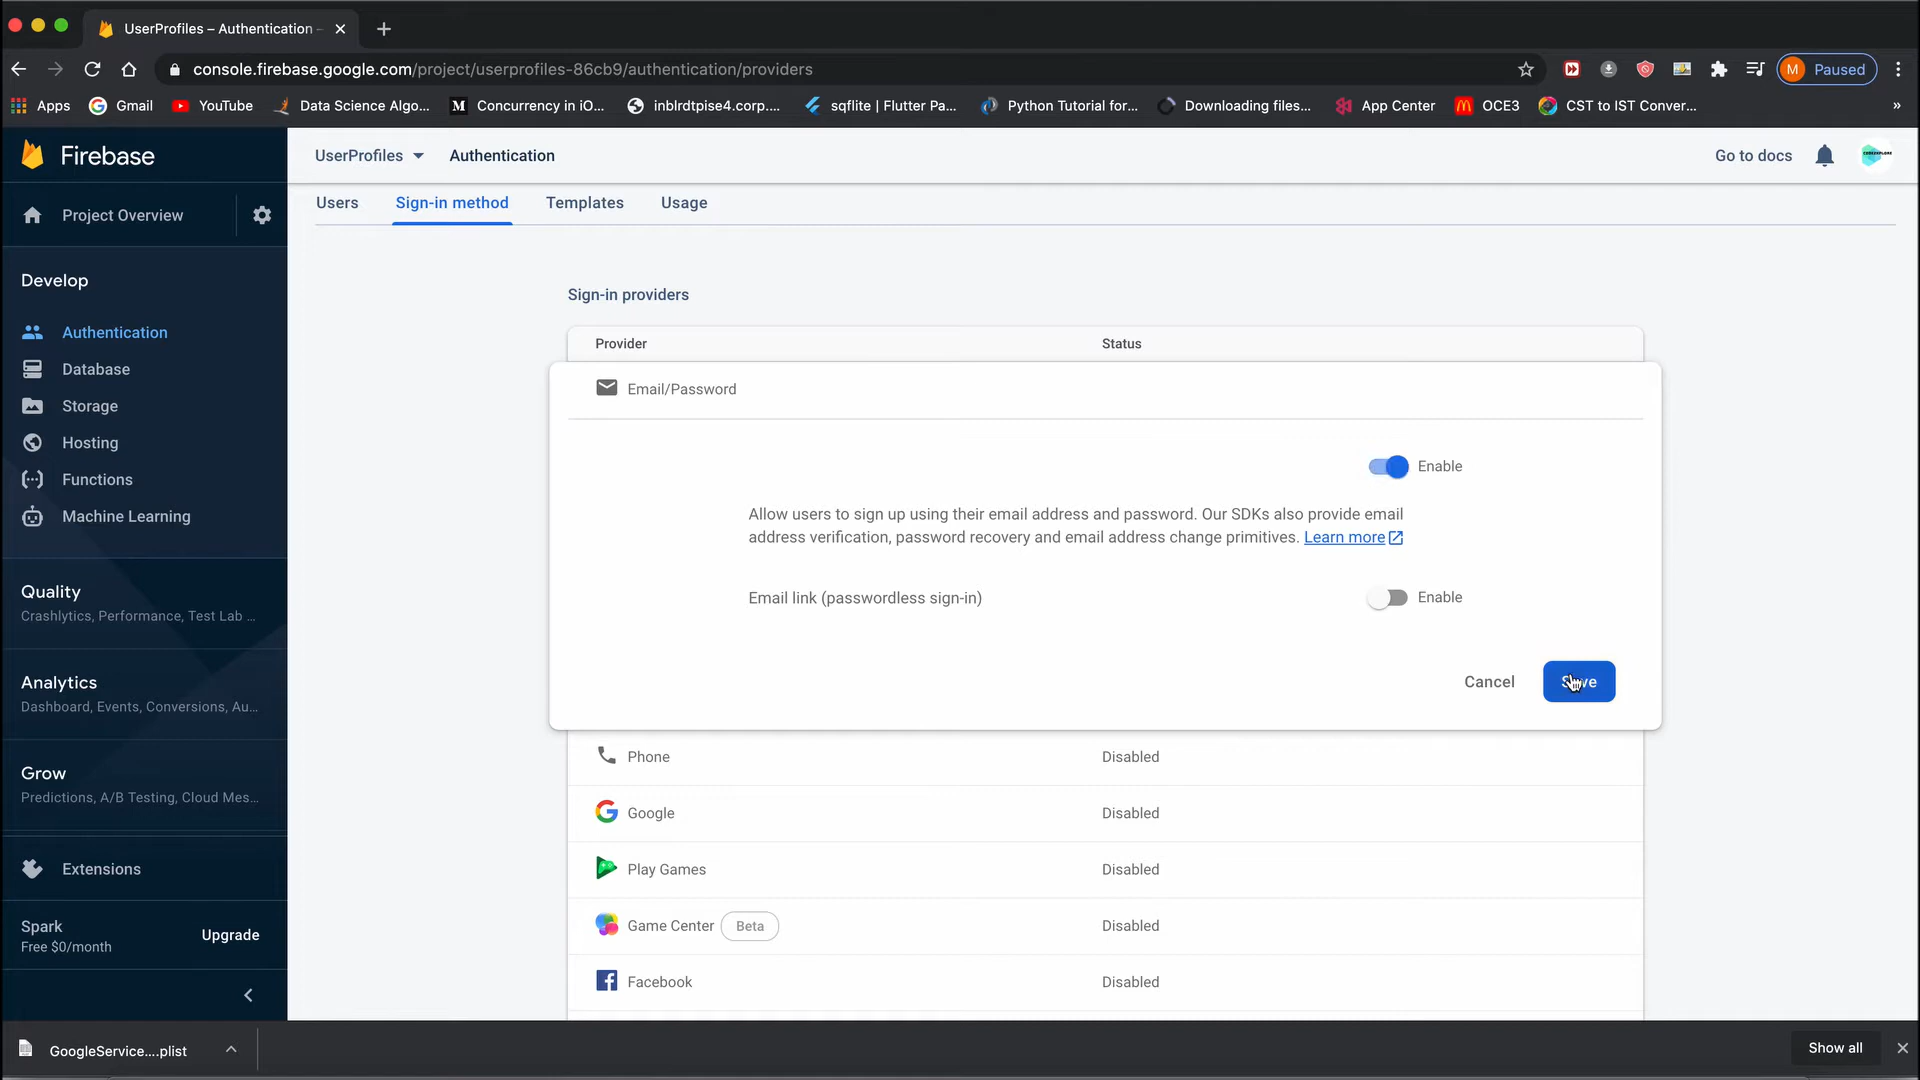 UserProfiles – Authentication –
console.firebase.google.com/project/userprofiles-86cb9/authentication/providers
M Paused
Apps Gmail YouTube Data Science Algo... M Concurrency in iO... inblrdtpise4.corp.... sqflite | Flutter Pa... Python Tutorial for... Downloading files... App Center OCE3 CST to IST Conver... »
Firebase
UserProfiles Authentication Go to docs
Project Overview
Users Sign-in method Templates Usage
Develop
Authentication
Database
Storage
Hosting
Functions
Machine Learning
Quality
Crashlytics, Performance, Test Lab ...
Analytics
Dashboard, Events, Conversions, Au...
Grow
Predictions, A/B Testing, Cloud Mes...
Extensions
Spark
Free $0/month
Upgrade
Sign-in providers
Provider Status
Email/Password
Enable
Allow users to sign up using their email address and password. Our SDKs also provide email
address verification, password recovery and email address change primitives. Learn more
Email link (passwordless sign-in) Enable
Cancel
Phone Disabled
Google Disabled
Play Games Disabled
Game Center Beta Disabled
Facebook Disabled
GoogleService....plist
Show all